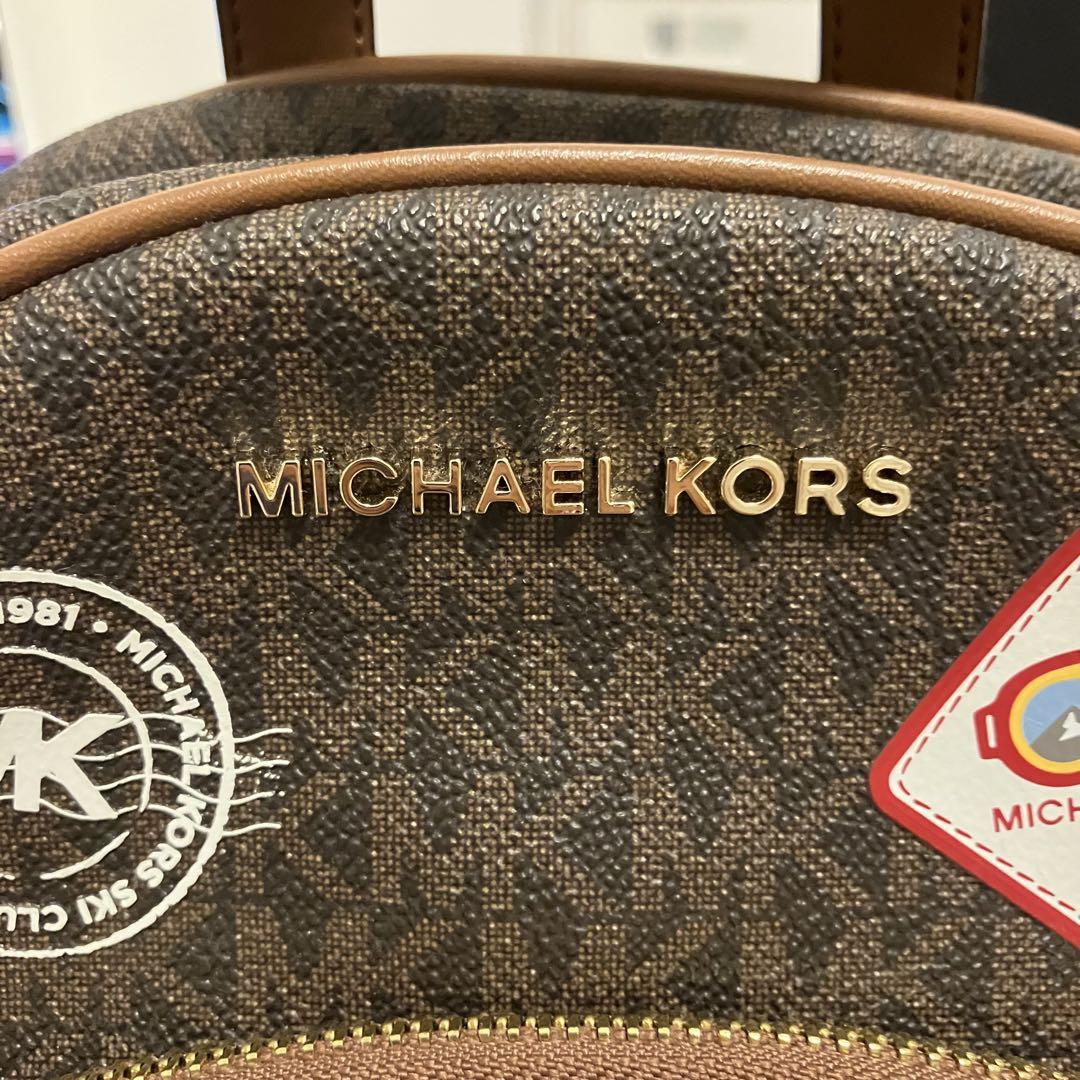 MICHAEL KORS
1981 • MICHAEL KORS SKI CLU
MK
MICH